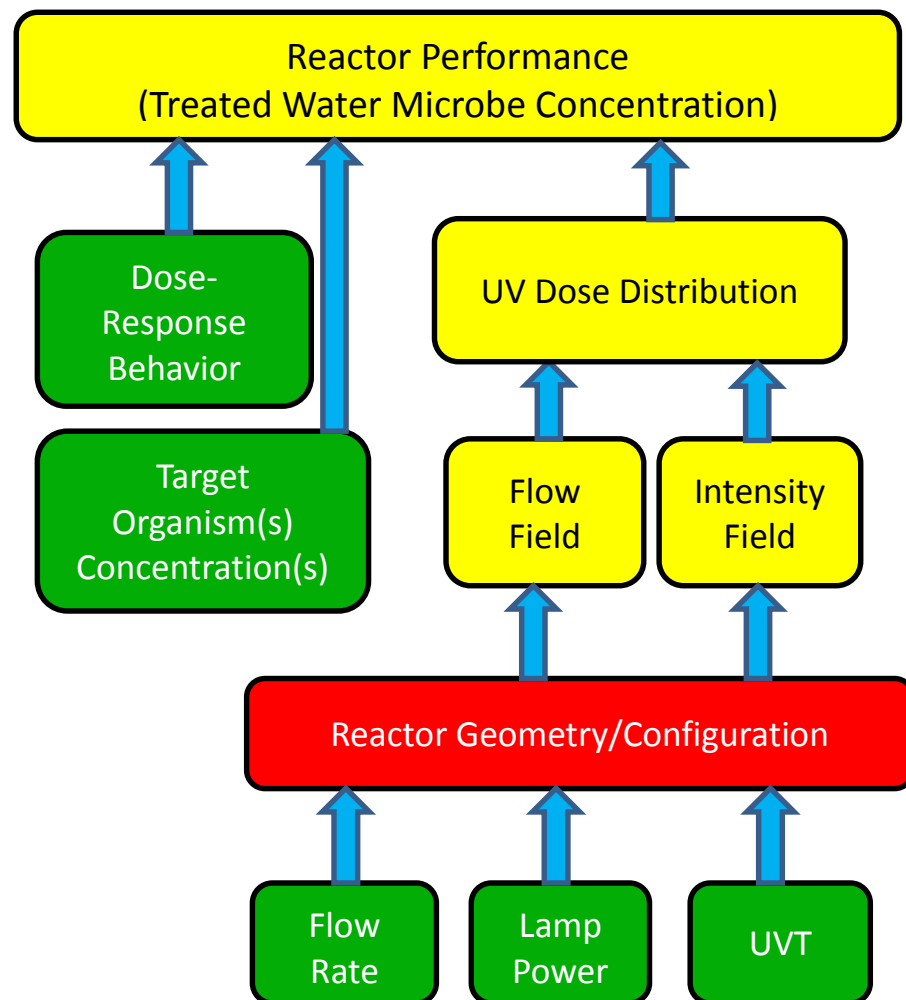 Reactor Performance
(Treated Water Microbe Concentration)
Dose-
Response
Behavior
UV Dose Distribution
Target
Organism(s)
Concentration(s)
Flow
Field
Intensity
Field
Reactor Geometry/Configuration
Flow
Rate
Lamp
Power
UVT